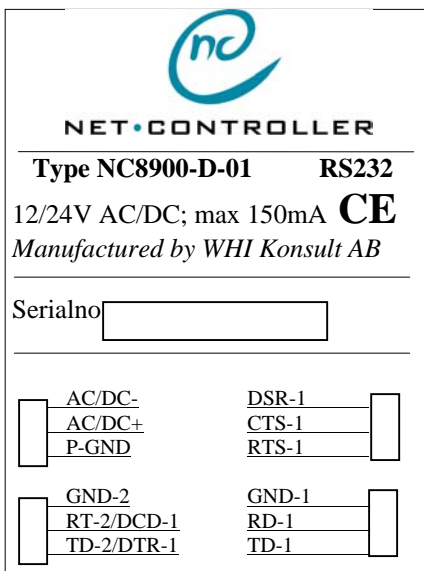 nc
NET•CONTROLLER
Type NC8900-D-01 RS232
12/24V AC/DC; max 150mA CE
Manufactured by WHI Konsult AB
Serialno
AC/DC- DSR-1
AC/DC+ CTS-1
P-GND RTS-1
GND-2 GND-1
RT-2/DCD-1 RD-1
TD-2/DTR-1 TD-1